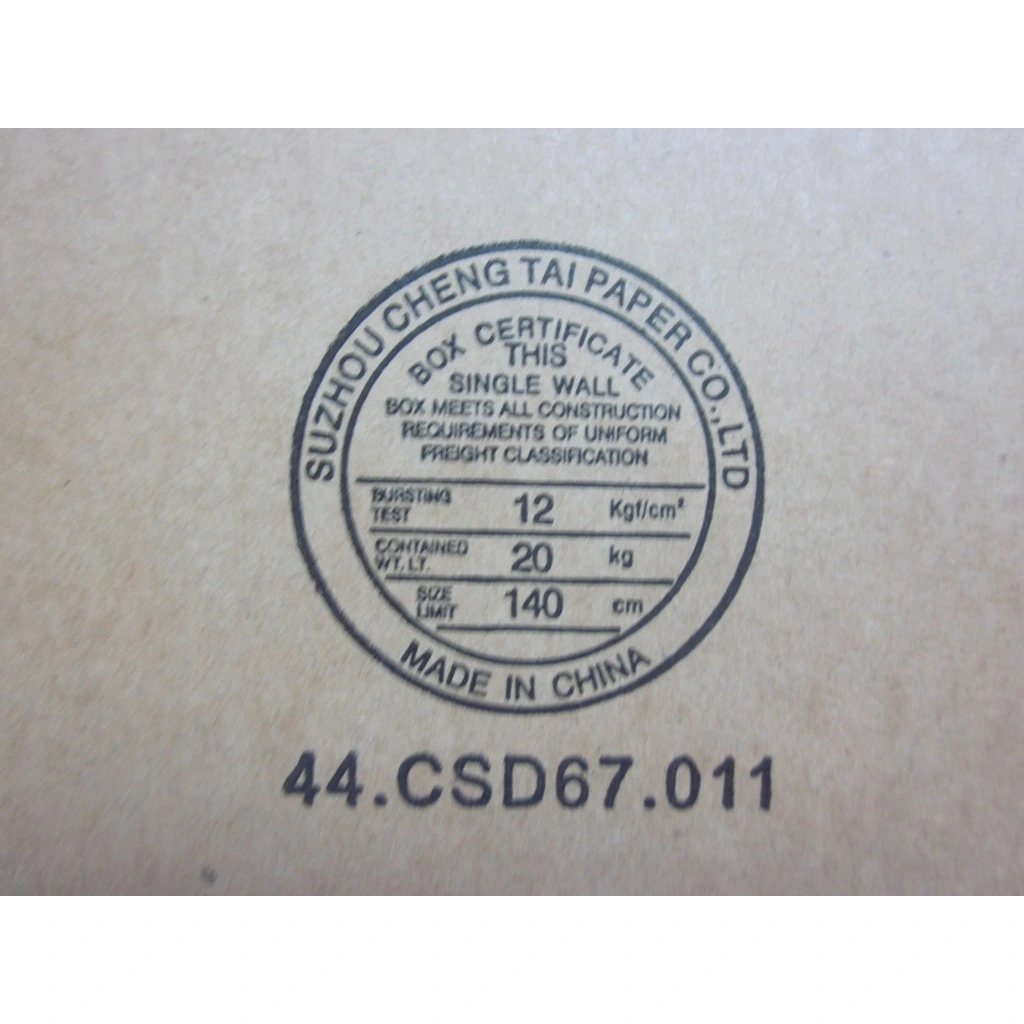 SUZHOU CHENG TAI PAPER CO.,LTD
BOX CERTIFICATE
THIS
SINGLE WALL
BOX MEETS ALL CONSTRUCTION
REQUIREMENTS OF UNIFORM
FREIGHT CLASSIFICATION
BURSTING TEST 12 Kgf/cm²
CONTAINED WT. LT. 20 kg
SIZE LIMIT 140 cm
MADE IN CHINA
44.CSD67.011